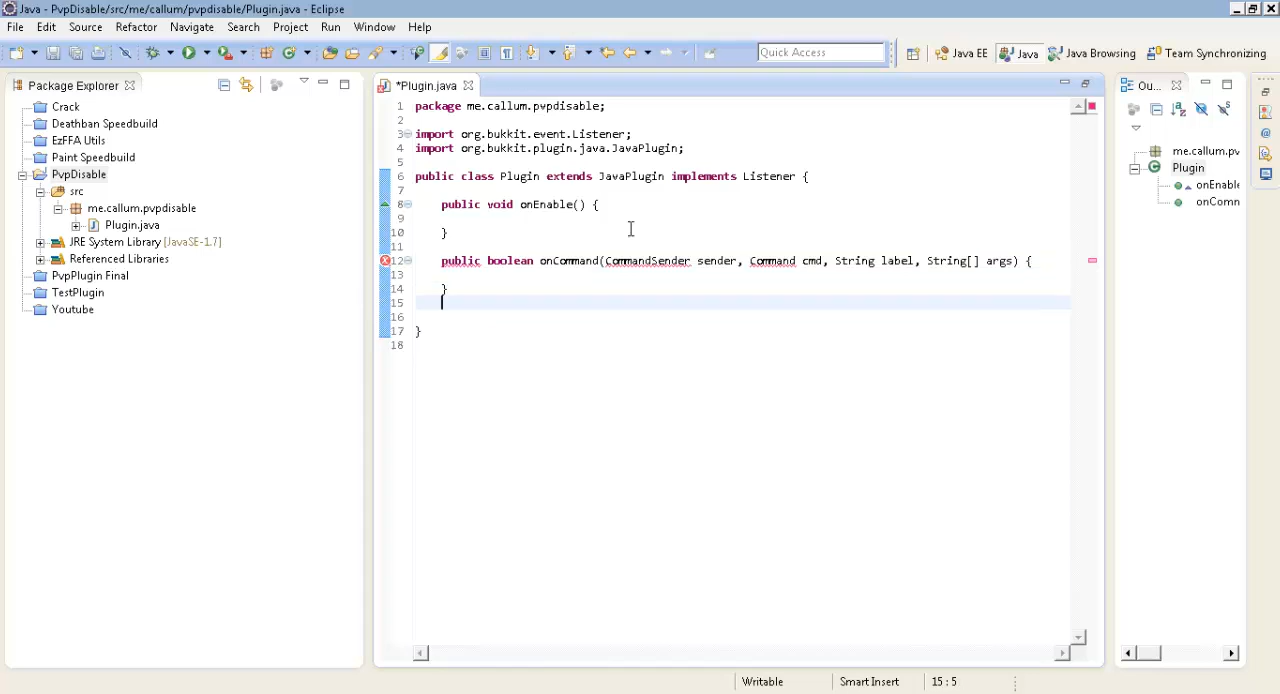 Java - PvpDisable/src/me/callum/pvpdisable/Plugin.java - Eclipse
File Edit Source Refactor Navigate Search Project Run Window Help
Quick Access
Java EE Java Java Browsing Team Synchronizing
Package Explorer
Crack
Deathban Speedbuild
EzFFA Utils
Paint Speedbuild
PvpDisable
src
me.callum.pvpdisable
Plugin.java
JRE System Library [JavaSE-1.7]
Referenced Libraries
PvpPlugin Final
TestPlugin
Youtube
*Plugin.java
1 package me.callum.pvpdisable;
2
3 import org.bukkit.event.Listener;
4 import org.bukkit.plugin.java.JavaPlugin;
5
6 public class Plugin extends JavaPlugin implements Listener {
7
8 public void onEnable() {
9
10 }
11
12 public boolean onCommand(CommandSender sender, Command cmd, String label, String[] args) {
13
14 }
15
16
17 }
18
Ou...
me.callum.pv
Plugin
onEnable
onComm
Writable Smart Insert 15 : 5